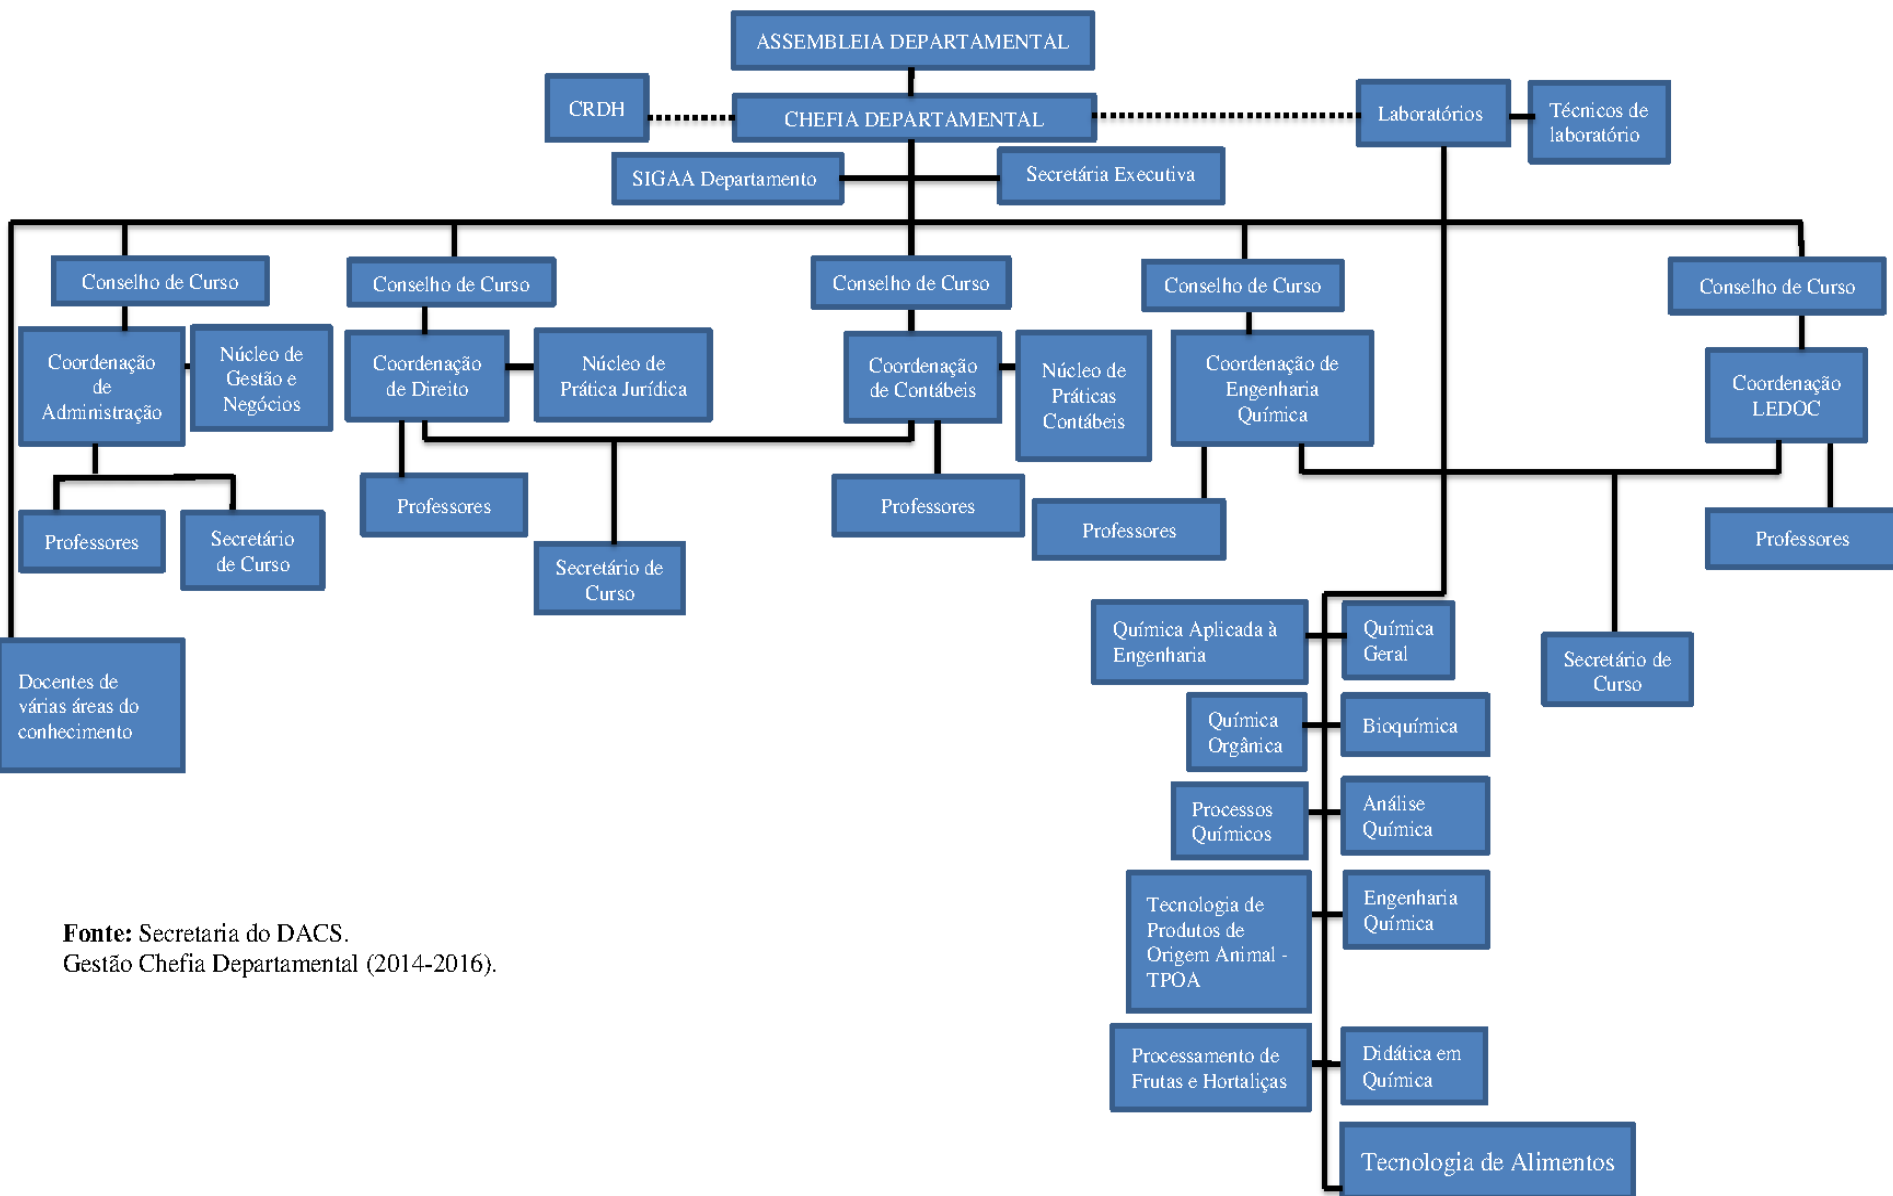 ASSEMBLEIA DEPARTAMENTAL
CRDH
CHEFIA DEPARTAMENTAL
Laboratórios
Técnicos de
laboratório
SIGAA Departamento
Secretária Executiva
Conselho de Curso
Conselho de Curso
Conselho de Curso
Conselho de Curso
Conselho de Curso
Coordenação
de
Administração
Núcleo de
Gestão e
Negócios
Coordenação
de Direito
Núcleo de
Prática Jurídica
Coordenação
de Contábeis
Núcleo de
Práticas
Contábeis
Coordenação de
Engenharia
Química
Coordenação
LEDOC
Professores
Secretário
de Curso
Professores
Secretário de
Curso
Professores
Professores
Professores
Secretário de
Curso
Docentes de
várias áreas do
conhecimento
Química Aplicada à
Engenharia
Química
Geral
Química
Orgânica
Bioquímica
Processos
Químicos
Análise
Química
Tecnologia de
Produtos de
Origem Animal -
TPOA
Engenharia
Química
Processamento de
Frutas e Hortaliças
Didática em
Química
Tecnologia de Alimentos
Fonte: Secretaria do DACS.
Gestão Chefia Departamental (2014-2016).